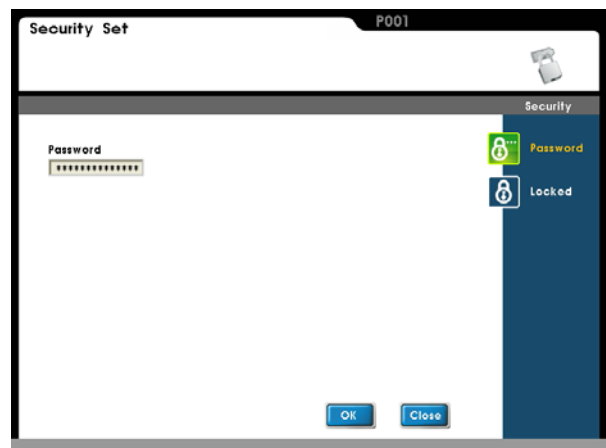 Security Set
P001
Security
Password
**************
Password
Locked
OK
Close